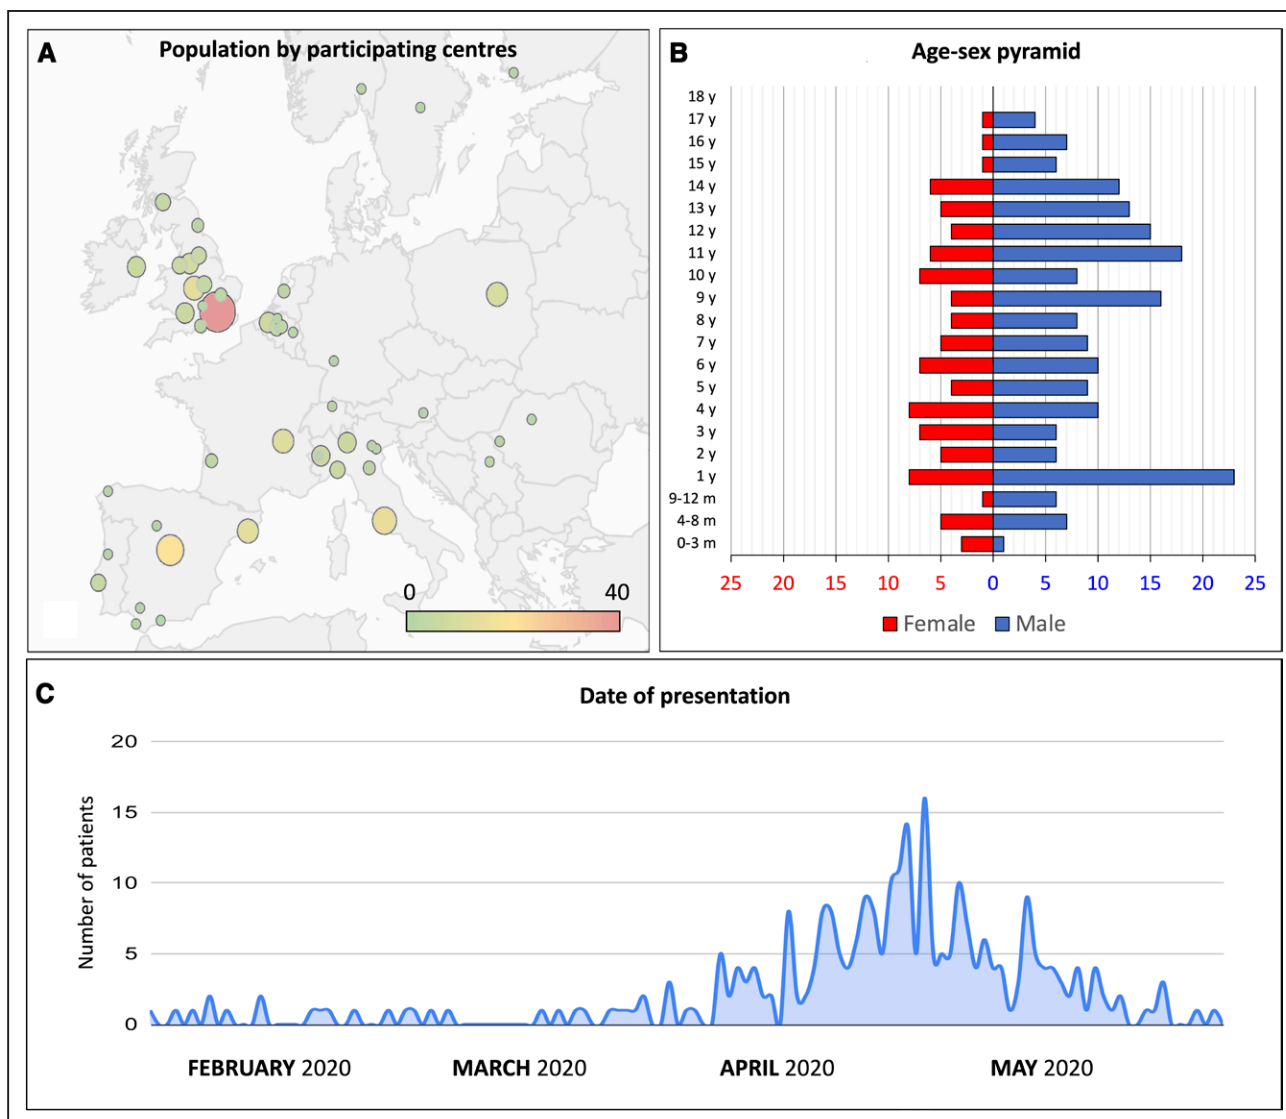 A
Population by participating centres
0
40
B
Age-sex pyramid
18 y
17 y
16 y
15 y
14 y
13 y
12 y
11 y
10 y
9 y
8 y
7 y
6 y
5 y
4 y
3 y
2 y
1 y
9-12 m
4-8 m
0-3 m
25 20 15 10 5 0 5 10 15 20 25
Female Male
C
Date of presentation
Number of patients
20
15
10
5
0
FEBRUARY 2020 MARCH 2020 APRIL 2020 MAY 2020